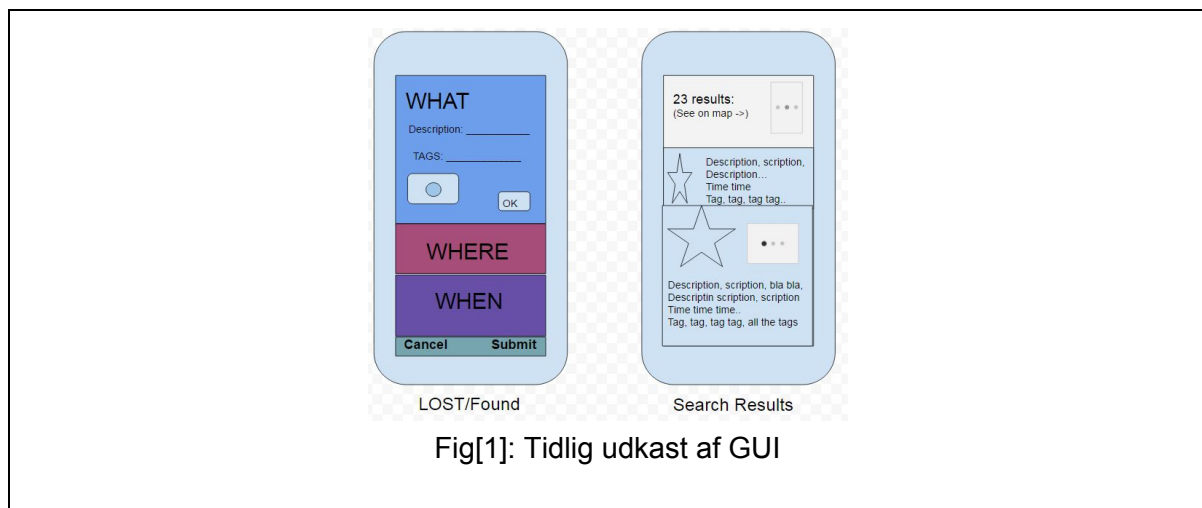 WHAT
Description: ___________
TAGS: _____________
OK
WHERE
WHEN
Cancel Submit
LOST/Found
23 results:
(See on map ->)
Description, scription,
Description...
Time time
Tag, tag, tag tag..
Description, scription, bla bla,
Descriptin scription, scription
Time time time..
Tag, tag, tag tag, all the tags
Search Results
Fig[1]: Tidlig udkast af GUI